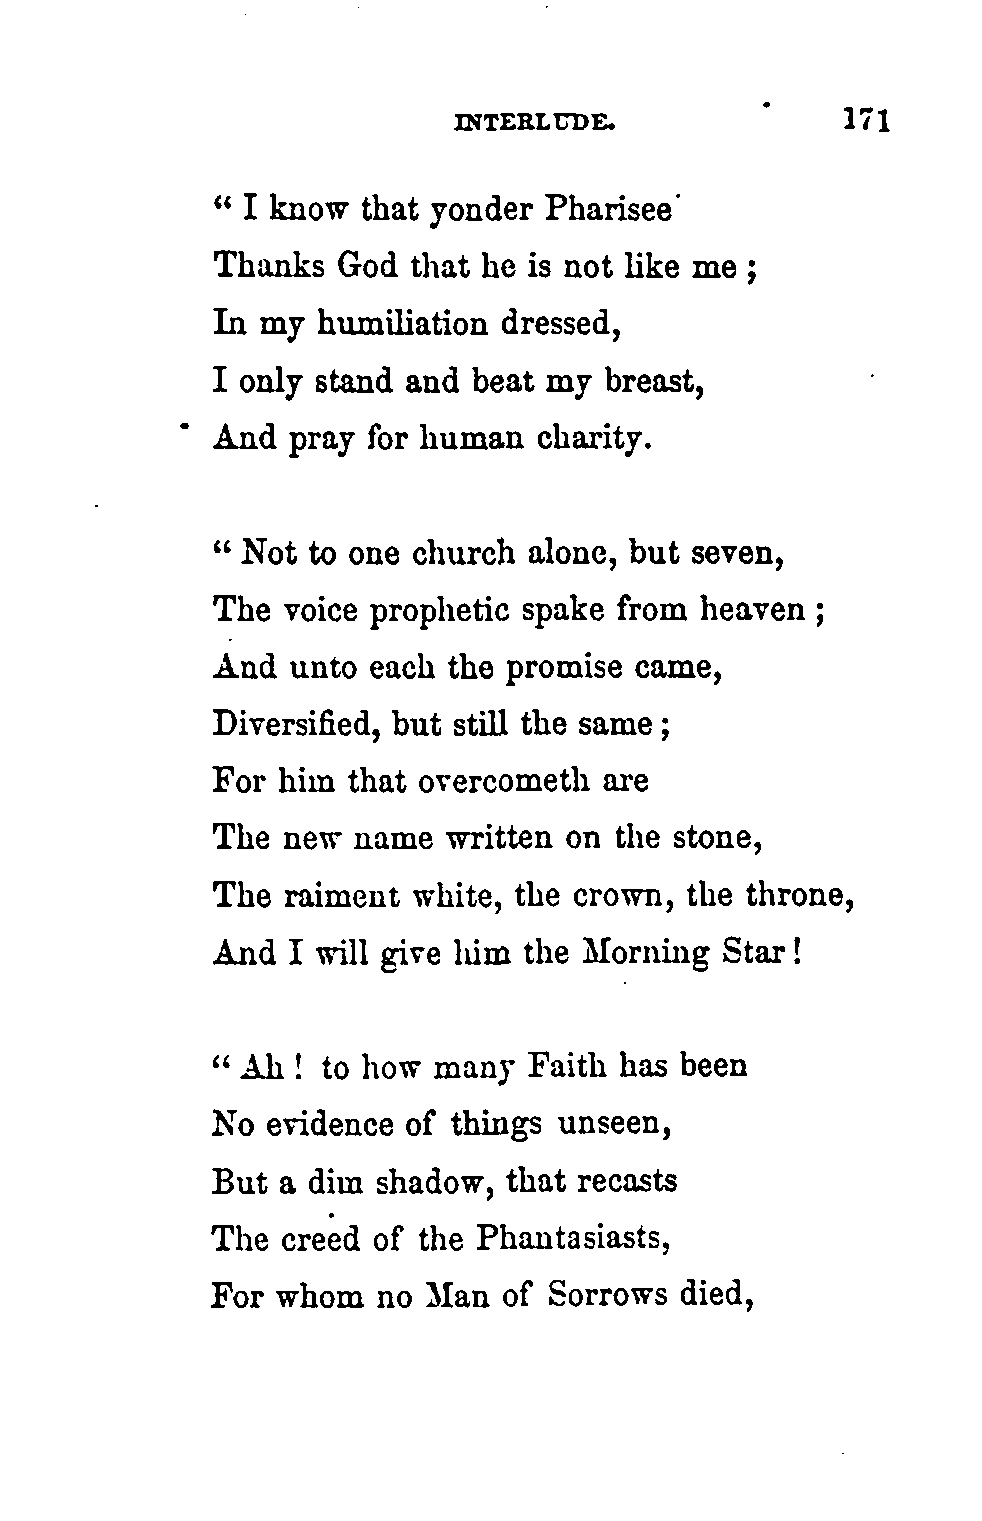 INTERLUDE. 171
“ I know that yonder Pharisee
Thanks God that he is not like me ;
In my humiliation dressed,
I only stand and beat my breast,
And pray for human charity.
“ Not to one church alone, but seven,
The voice prophetic spake from heaven ;
And unto each the promise came,
Diversified, but still the same ;
For him that overcometh are
The new name written on the stone,
The raiment white, the crown, the throne,
And I will give him the Morning Star !
“ Ah ! to how many Faith has been
No evidence of things unseen,
But a dim shadow, that recasts
The creed of the Phantasiasts,
For whom no Man of Sorrows died,